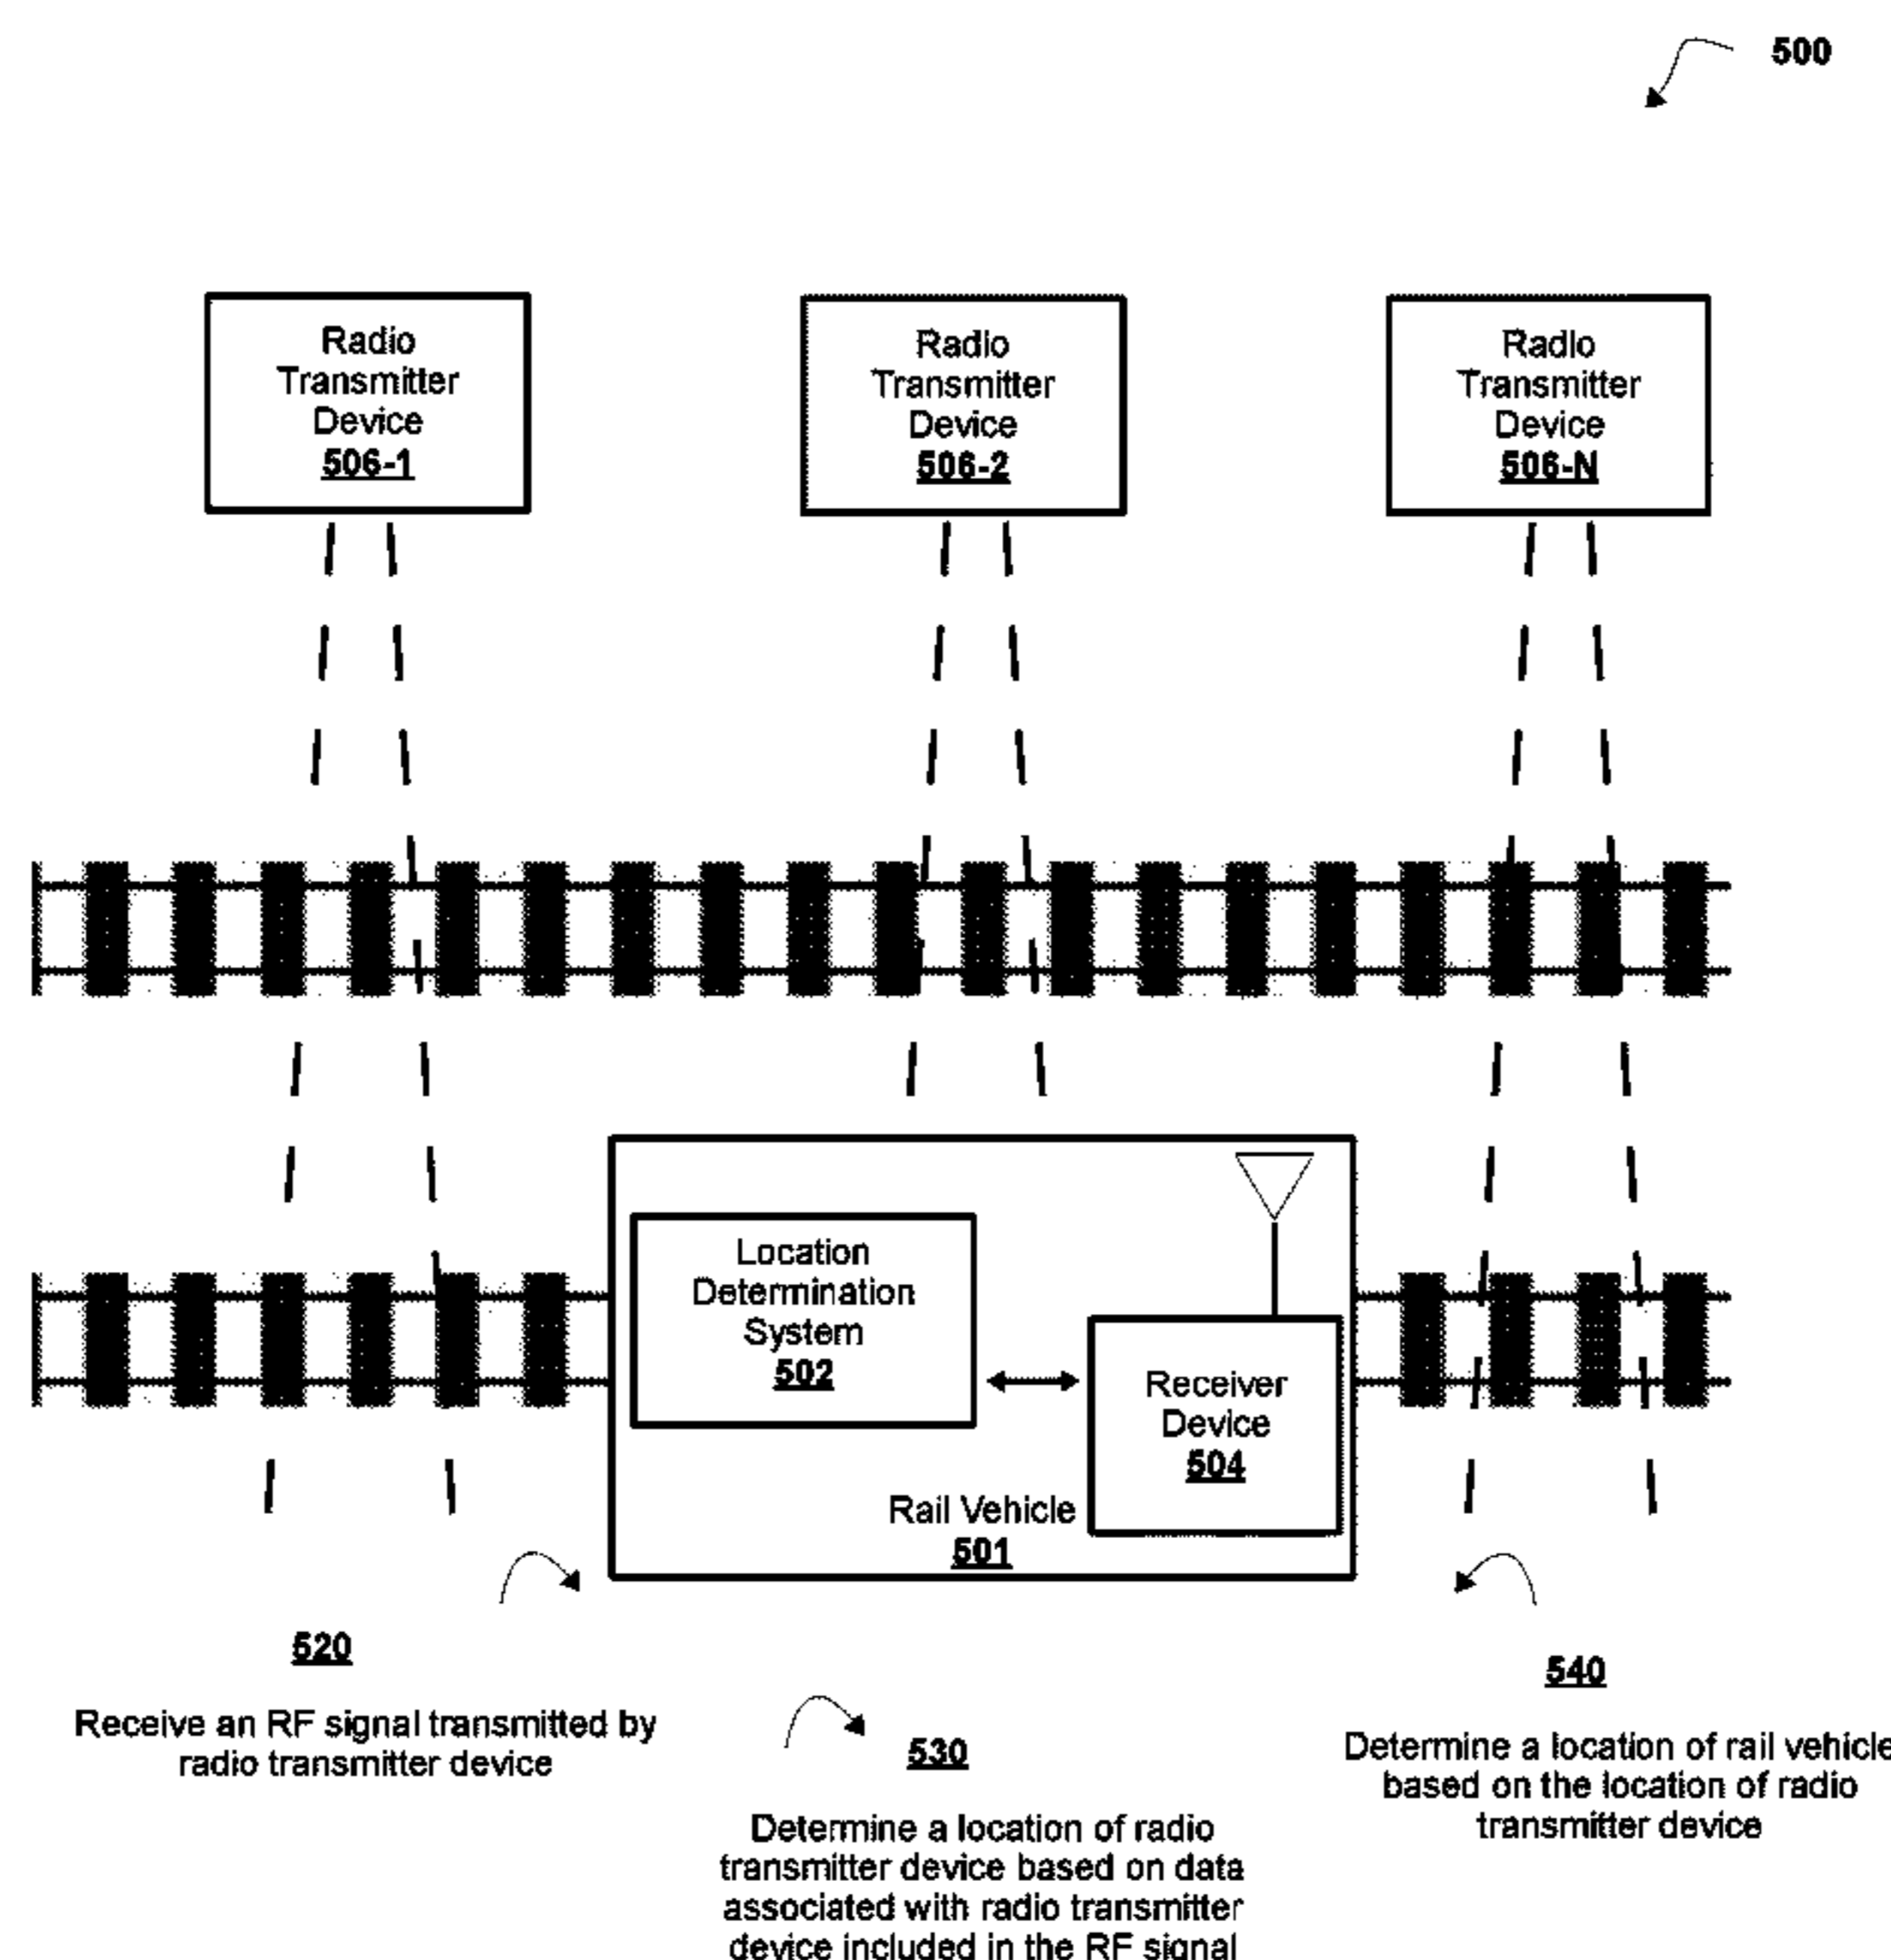 500
Radio
Transmitter
Device
506-1
Radio
Transmitter
Device
506-2
Radio
Transmitter
Device
506-N
Location
Determination
System
502
Receiver
Device
504
Rail Vehicle
501
520
Receive an RF signal transmitted by
radio transmitter device
530
Determine a location of radio
transmitter device based on data
associated with radio transmitter
device included in the RF signal
540
Determine a location of rail vehicle
based on the location of radio
transmitter device